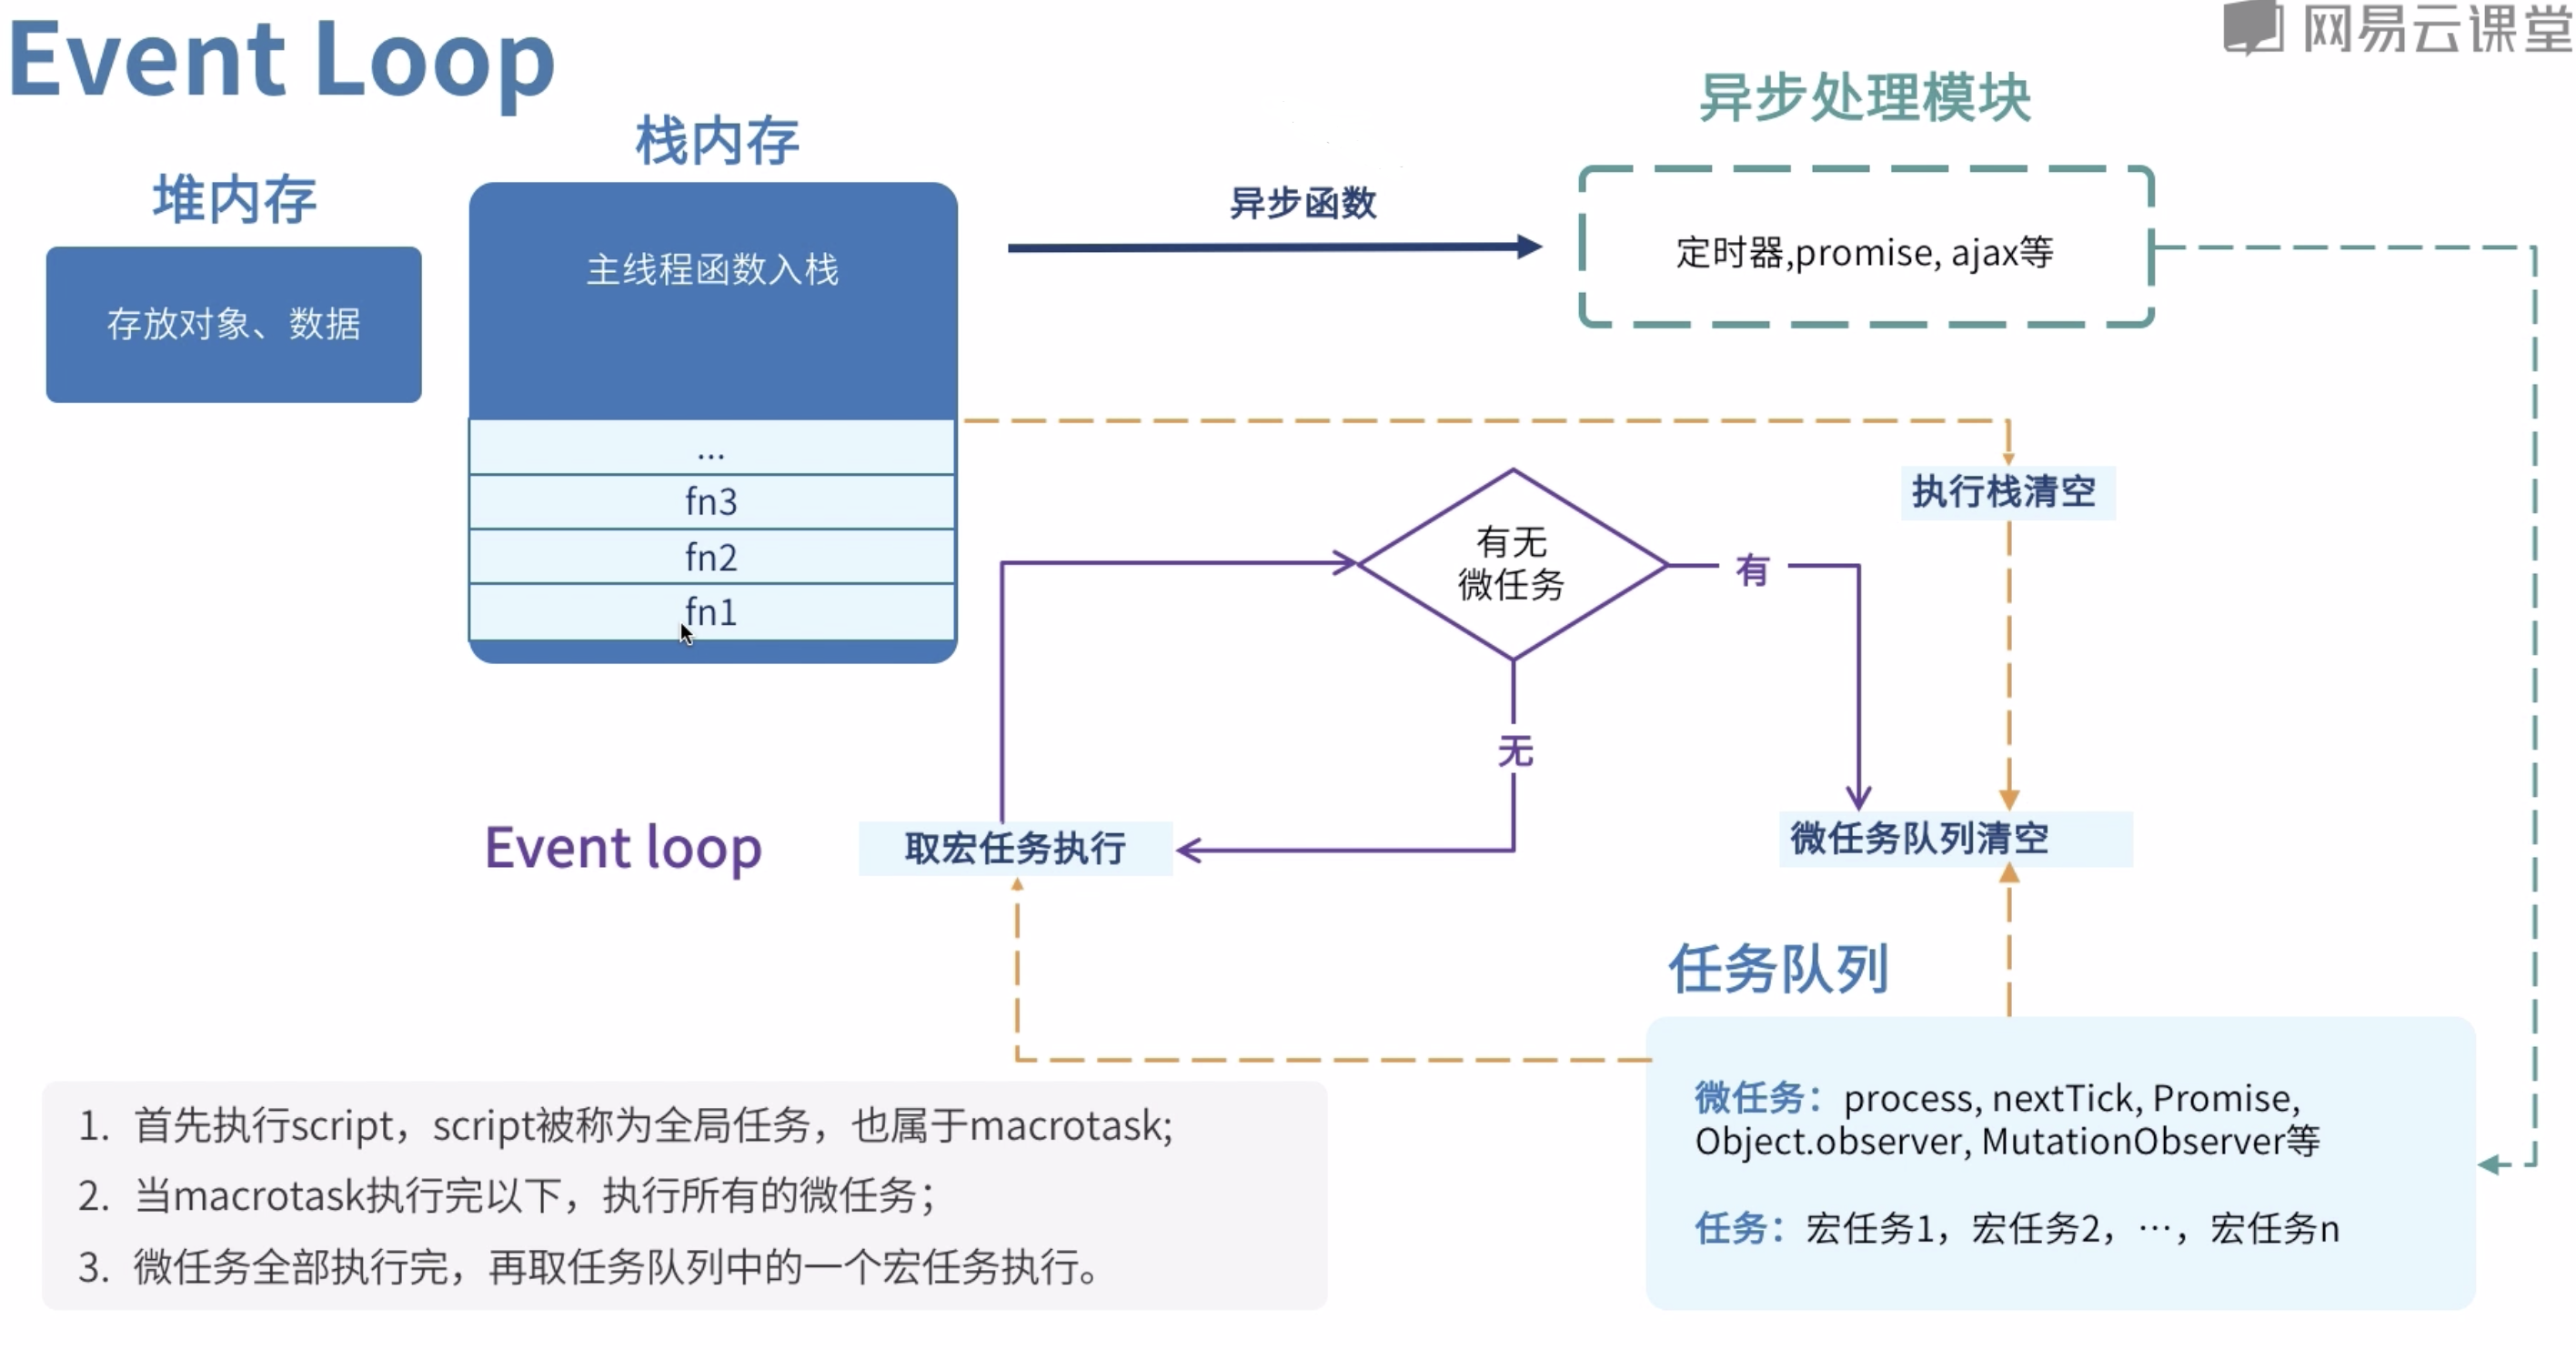 Event Loop
网易云课堂
堆内存
存放对象、数据
栈内存
主线程函数入栈
...
fn3
fn2
fn1
异步函数
异步处理模块
定时器,promise, ajax等
执行栈清空
有无
微任务
有
无
Event loop
取宏任务执行
微任务队列清空
任务队列
微任务：process, nextTick, Promise,
Object.observer, MutationObserver等
任务：宏任务1，宏任务2，…，宏任务n
1. 首先执行script，script被称为全局任务，也属于macrotask;
2. 当macrotask执行完以下，执行所有的微任务；
3. 微任务全部执行完，再取任务队列中的一个宏任务执行。